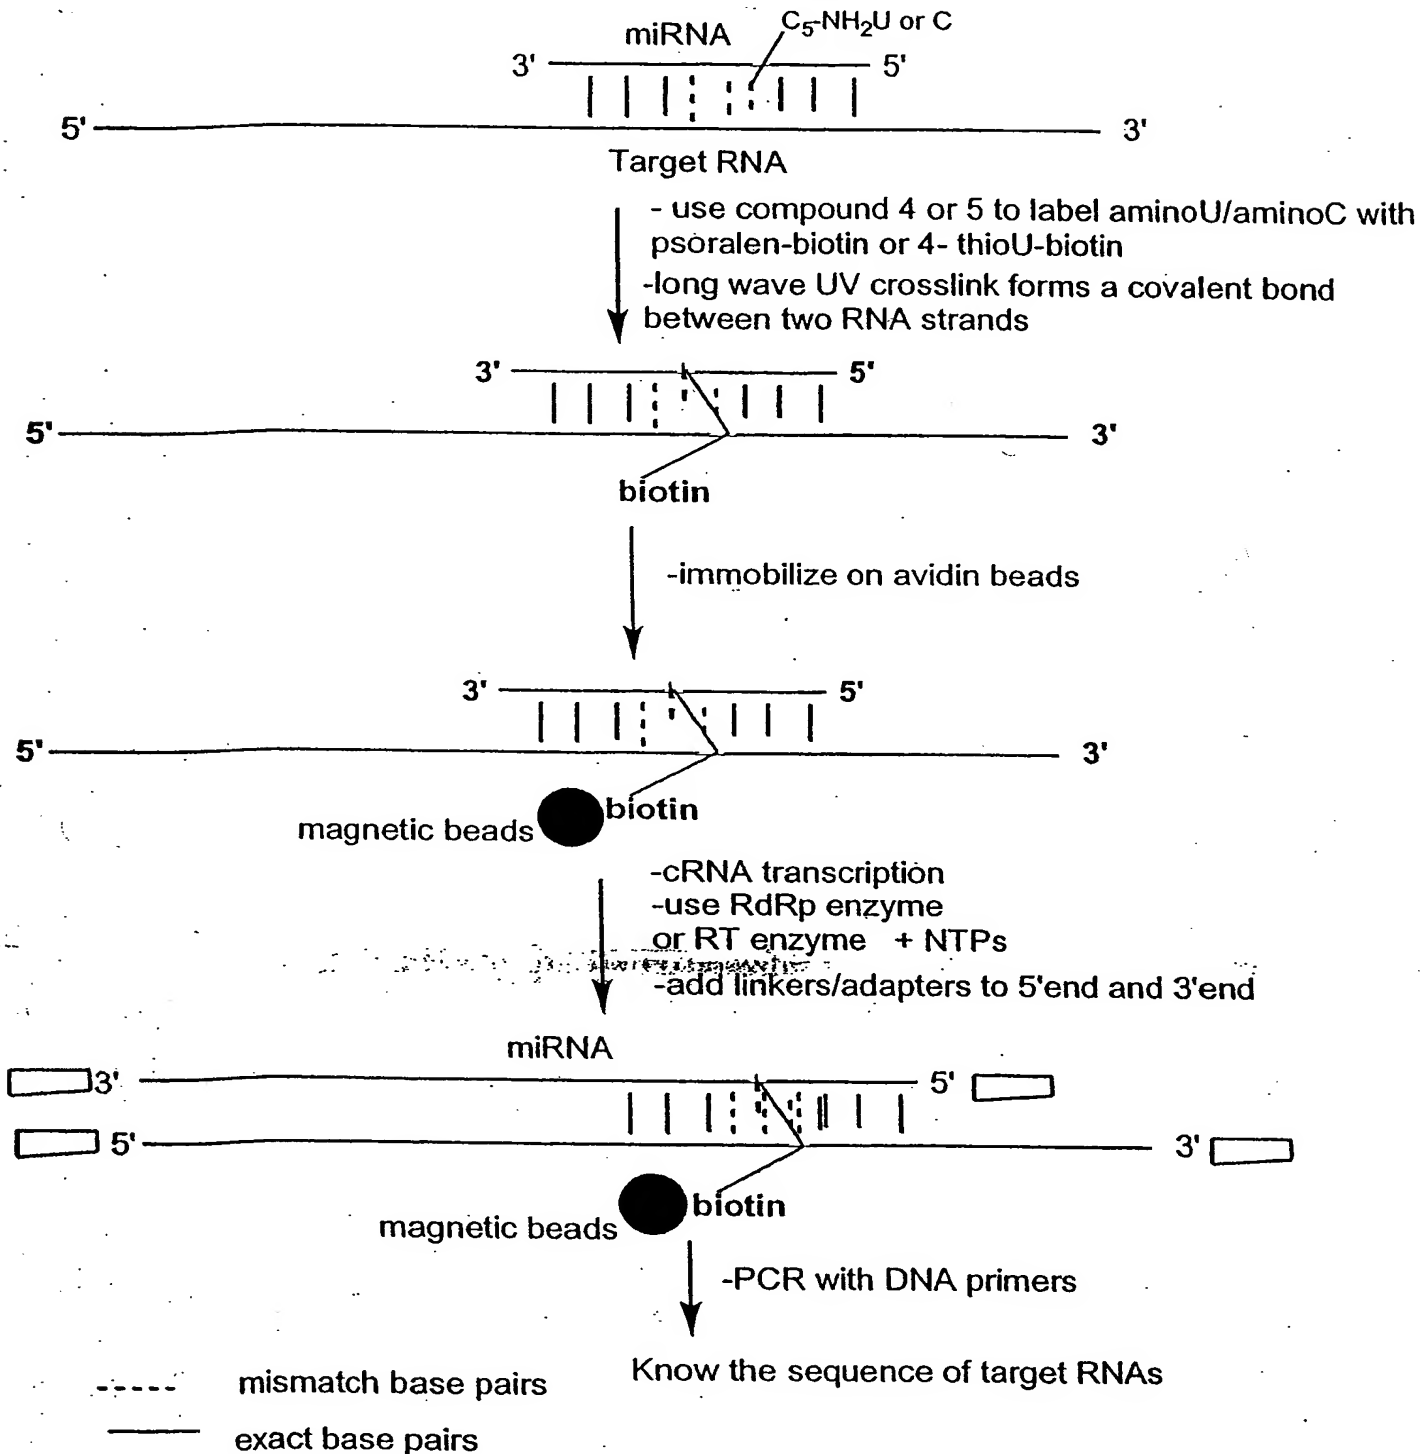 C5-NH2U or C
miRNA
3' 5'
5' 3'
Target RNA
- use compound 4 or 5 to label aminoU/aminoC with
psoralen-biotin or 4- thioU-biotin
-long wave UV crosslink forms a covalent bond
between two RNA strands
3' 5'
5' 3'
biotin
-immobilize on avidin beads
3' 5'
5' 3'
biotin
magnetic beads
-cRNA transcription
-use RdRp enzyme
or RT enzyme + NTPs
-add linkers/adapters to 5'end and 3'end
miRNA
3' 5'
5' 3'
biotin
magnetic beads
-PCR with DNA primers
Know the sequence of target RNAs
mismatch base pairs
exact base pairs